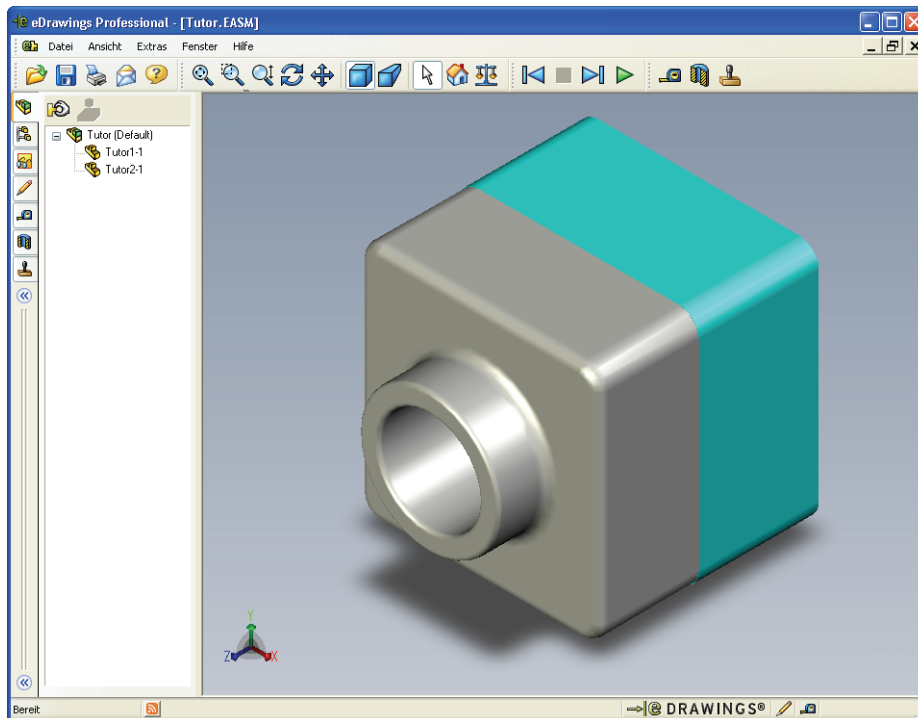 eDrawings Professional - [Tutor.EASM]
Datei Ansicht Extras Fenster Hilfe
Tutor (Default)
Tutor1-1
Tutor2-1
Y
Z X
Bereit
e DRAWINGS®